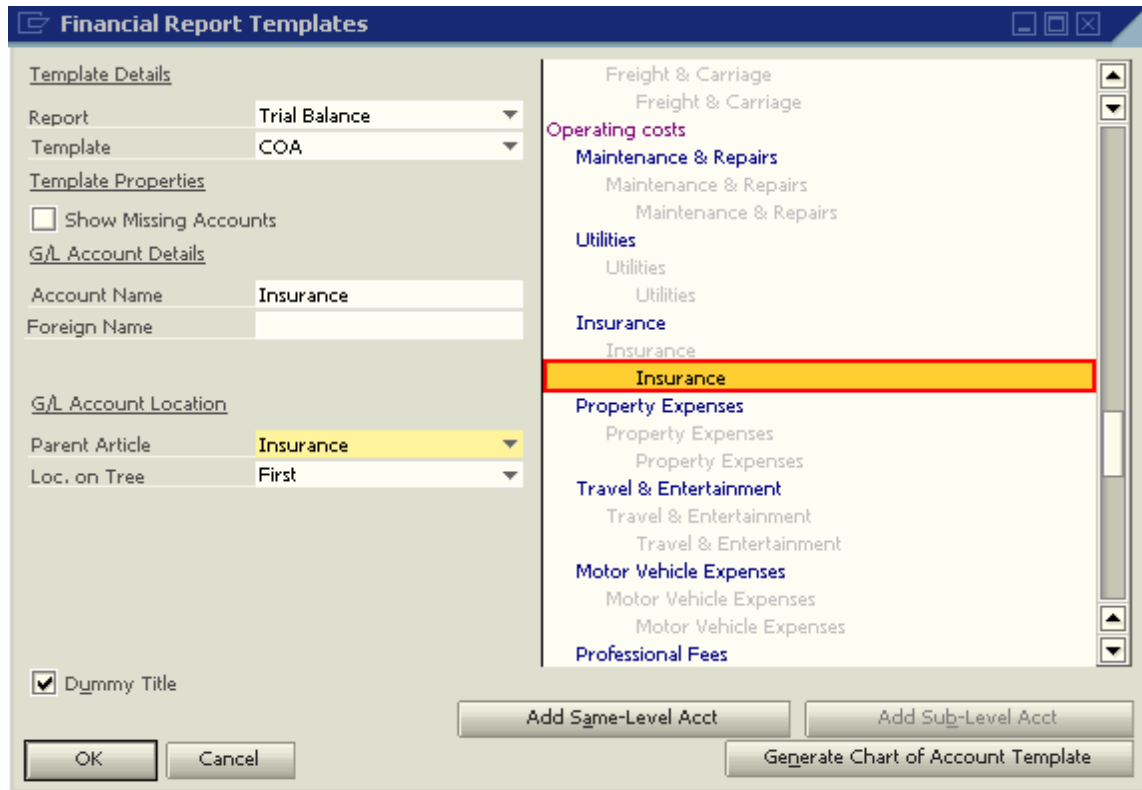 Financial Report Templates
Template Details
Report Trial Balance
Template COA
Template Properties
Show Missing Accounts
G/L Account Details
Account Name Insurance
Foreign Name
G/L Account Location
Parent Article Insurance
Loc. on Tree First
Dummy Title
Freight & Carriage
Freight & Carriage
Operating costs
Maintenance & Repairs
Maintenance & Repairs
Maintenance & Repairs
Utilities
Utilities
Utilities
Insurance
Insurance
Insurance
Property Expenses
Property Expenses
Property Expenses
Travel & Entertainment
Travel & Entertainment
Travel & Entertainment
Motor Vehicle Expenses
Motor Vehicle Expenses
Motor Vehicle Expenses
Professional Fees
Add Same-Level Acct Add Sub-Level Acct
OK Cancel Generate Chart of Account Template